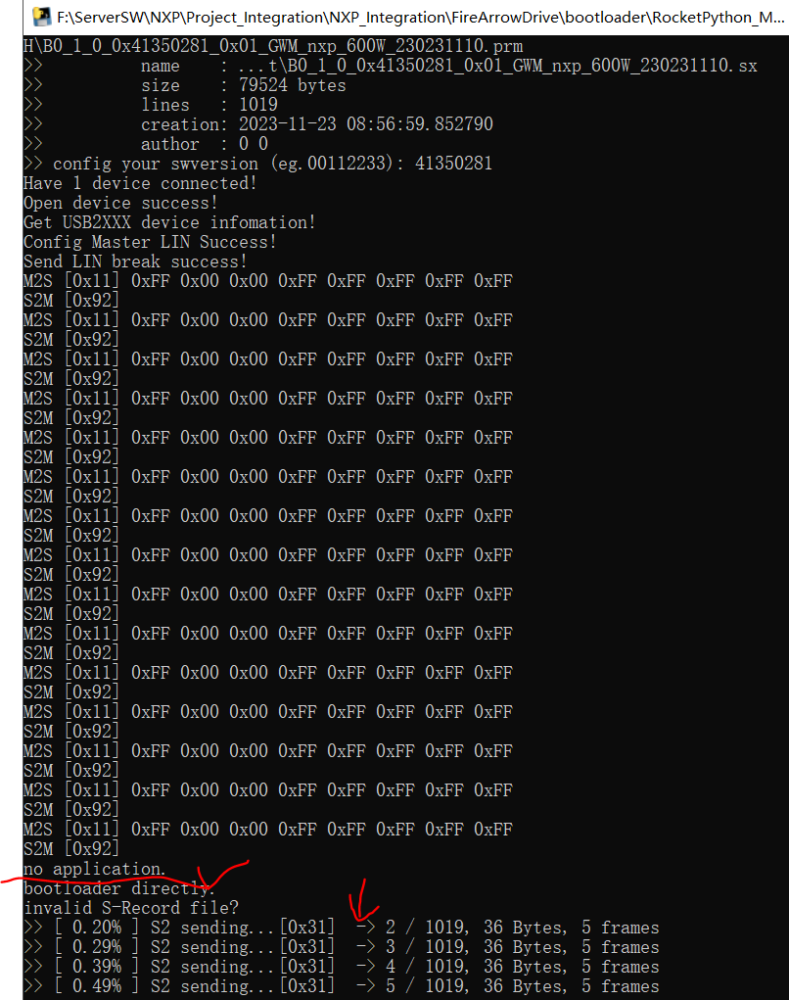 F:\ServerSW\NXP\Project_Integration\NXP_Integration\FireArrowDrive\bootloader\RocketPython_M...
H\B0_1_0_0x41350281_0x01_GWM_nxp_600W_230231110.prm
>> name : ...t\B0_1_0_0x41350281_0x01_GWM_nxp_600W_230231110.sx
>> size : 79524 bytes
>> lines : 1019
>> creation: 2023-11-23 08:56:59.852790
>> author : 0 0
>> config your swversion (eg.00112233): 41350281
Have 1 device connected!
Open device success!
Get USB2XXX device infomation!
Config Master LIN Success!
Send LIN break success!
M2S [0x11] 0xFF 0x00 0x00 0xFF 0xFF 0xFF 0xFF 0xFF
S2M [0x92]
M2S [0x11] 0xFF 0x00 0x00 0xFF 0xFF 0xFF 0xFF 0xFF
S2M [0x92]
M2S [0x11] 0xFF 0x00 0x00 0xFF 0xFF 0xFF 0xFF 0xFF
S2M [0x92]
M2S [0x11] 0xFF 0x00 0x00 0xFF 0xFF 0xFF 0xFF 0xFF
S2M [0x92]
M2S [0x11] 0xFF 0x00 0x00 0xFF 0xFF 0xFF 0xFF 0xFF
S2M [0x92]
M2S [0x11] 0xFF 0x00 0x00 0xFF 0xFF 0xFF 0xFF 0xFF
S2M [0x92]
M2S [0x11] 0xFF 0x00 0x00 0xFF 0xFF 0xFF 0xFF 0xFF
S2M [0x92]
M2S [0x11] 0xFF 0x00 0x00 0xFF 0xFF 0xFF 0xFF 0xFF
S2M [0x92]
M2S [0x11] 0xFF 0x00 0x00 0xFF 0xFF 0xFF 0xFF 0xFF
S2M [0x92]
M2S [0x11] 0xFF 0x00 0x00 0xFF 0xFF 0xFF 0xFF 0xFF
S2M [0x92]
M2S [0x11] 0xFF 0x00 0x00 0xFF 0xFF 0xFF 0xFF 0xFF
S2M [0x92]
M2S [0x11] 0xFF 0x00 0x00 0xFF 0xFF 0xFF 0xFF 0xFF
S2M [0x92]
M2S [0x11] 0xFF 0x00 0x00 0xFF 0xFF 0xFF 0xFF 0xFF
S2M [0x92]
M2S [0x11] 0xFF 0x00 0x00 0xFF 0xFF 0xFF 0xFF 0xFF
S2M [0x92]
M2S [0x11] 0xFF 0x00 0x00 0xFF 0xFF 0xFF 0xFF 0xFF
S2M [0x92]
no application.
bootloader directly.
invalid S-Record file?
>> [ 0.20% ] S2 sending...[0x31] -> 2 / 1019, 36 Bytes, 5 frames
>> [ 0.29% ] S2 sending...[0x31] -> 3 / 1019, 36 Bytes, 5 frames
>> [ 0.39% ] S2 sending...[0x31] -> 4 / 1019, 36 Bytes, 5 frames
>> [ 0.49% ] S2 sending...[0x31] -> 5 / 1019, 36 Bytes, 5 frames